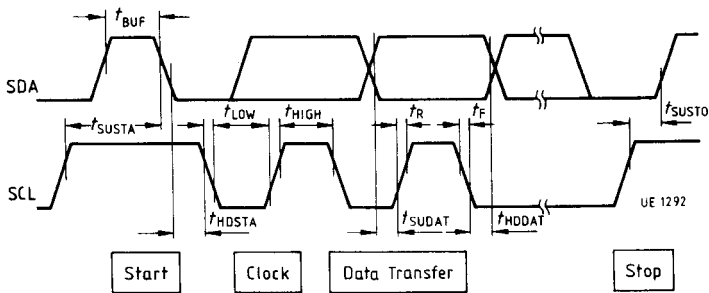 tBUF
SDA
tSUSTA
tLOW
tHIGH
tR
tF
tSUSTO
SCL
tHDSTA
tSUDAT
tHDDAT
UE 1292
Start
Clock
Data Transfer
Stop